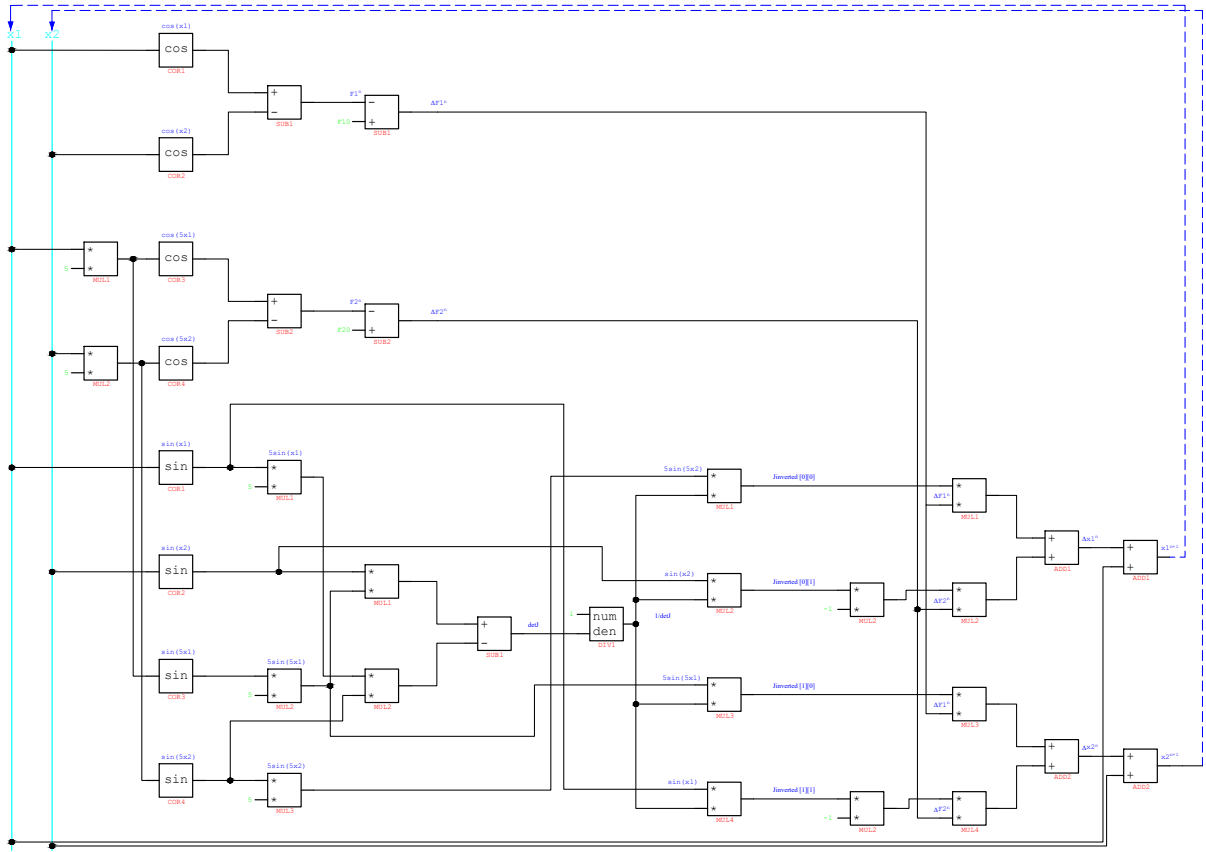 x1 x2
cos(x1)
cos
COR1
+
−
SUB1
F1ⁿ
−
F10 +
SUB1
ΔF1ⁿ
cos(x2)
cos
COR2
*
5 *
MUL1
cos(5x1)
cos
COR3
+
−
SUB2
F2ⁿ
−
F20 +
SUB2
ΔF2ⁿ
*
5 *
MUL2
cos(5x2)
cos
COR4
sin(x1)
sin
COR1
5sin(x1)
*
5 *
MUL1
5sin(5x2)
*
*
MUL1
Jinverted [0][0]
*
ΔF1ⁿ *
MUL1
sin(x2)
sin
COR2
*
*
MUL1
sin(x2)
*
*
MUL2
Jinverted [0][1]
*
-1 *
MUL2
*
ΔF2ⁿ *
MUL2
+
+
ADD1
Δx1ⁿ
+
+
ADD1
x1ⁿ⁺¹
+
−
SUB1
detJ
1 num
den
DIV1
1/detJ
sin(5x1)
sin
COR3
5sin(5x1)
*
5 *
MUL2
*
*
MUL2
5sin(5x1)
*
*
MUL3
Jinverted [1][0]
*
ΔF1ⁿ *
MUL3
sin(5x2)
sin
COR4
5sin(5x2)
*
5 *
MUL3
sin(x1)
*
*
MUL4
Jinverted [1][1]
*
-1 *
MUL2
*
ΔF2ⁿ *
MUL4
+
+
ADD2
Δx2ⁿ
+
+
ADD2
x2ⁿ⁺¹